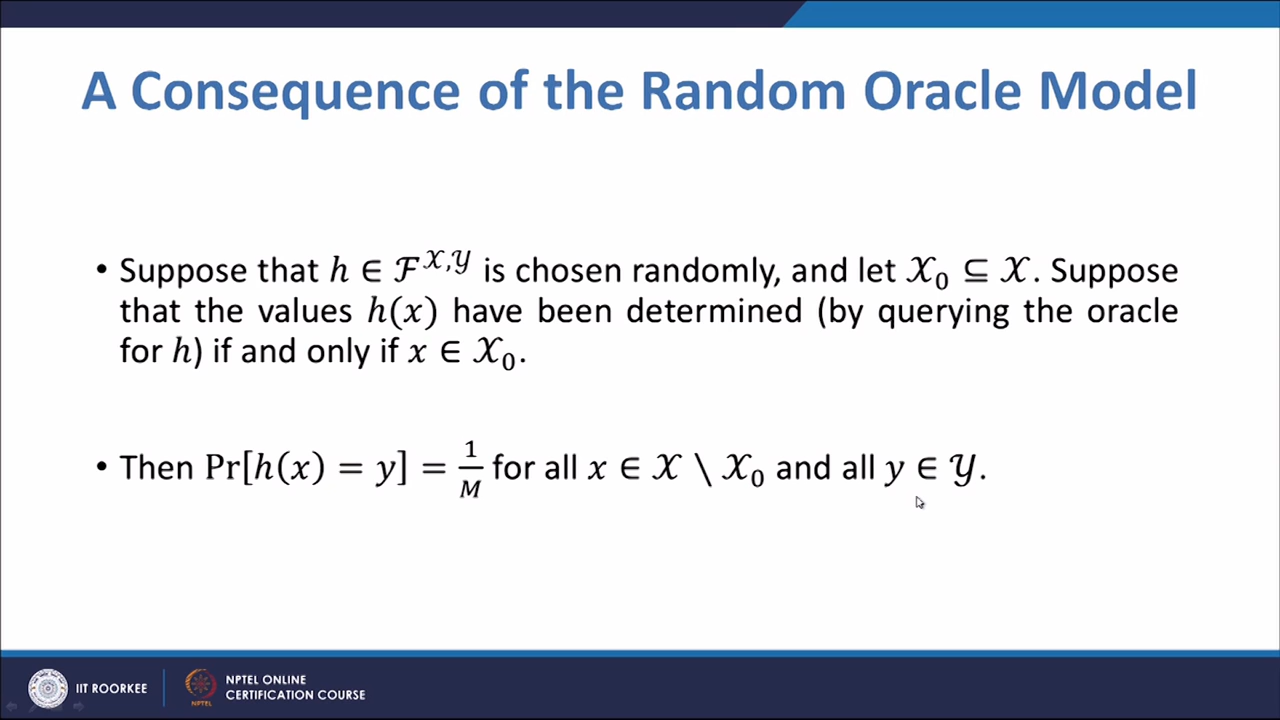 A Consequence of the Random Oracle Model
• Suppose that ℎ ∈ ℱ^{𝒳,𝒴} is chosen randomly, and let 𝒳₀ ⊆ 𝒳. Suppose
that the values ℎ(𝑥) have been determined (by querying the oracle
for ℎ) if and only if 𝑥 ∈ 𝒳₀.
• Then Pr[ℎ(𝑥) = 𝑦] = 1/𝑀 for all 𝑥 ∈ 𝒳 \ 𝒳₀ and all 𝑦 ∈ 𝒴.
IIT ROORKEE
NPTEL
NPTEL ONLINE
CERTIFICATION COURSE